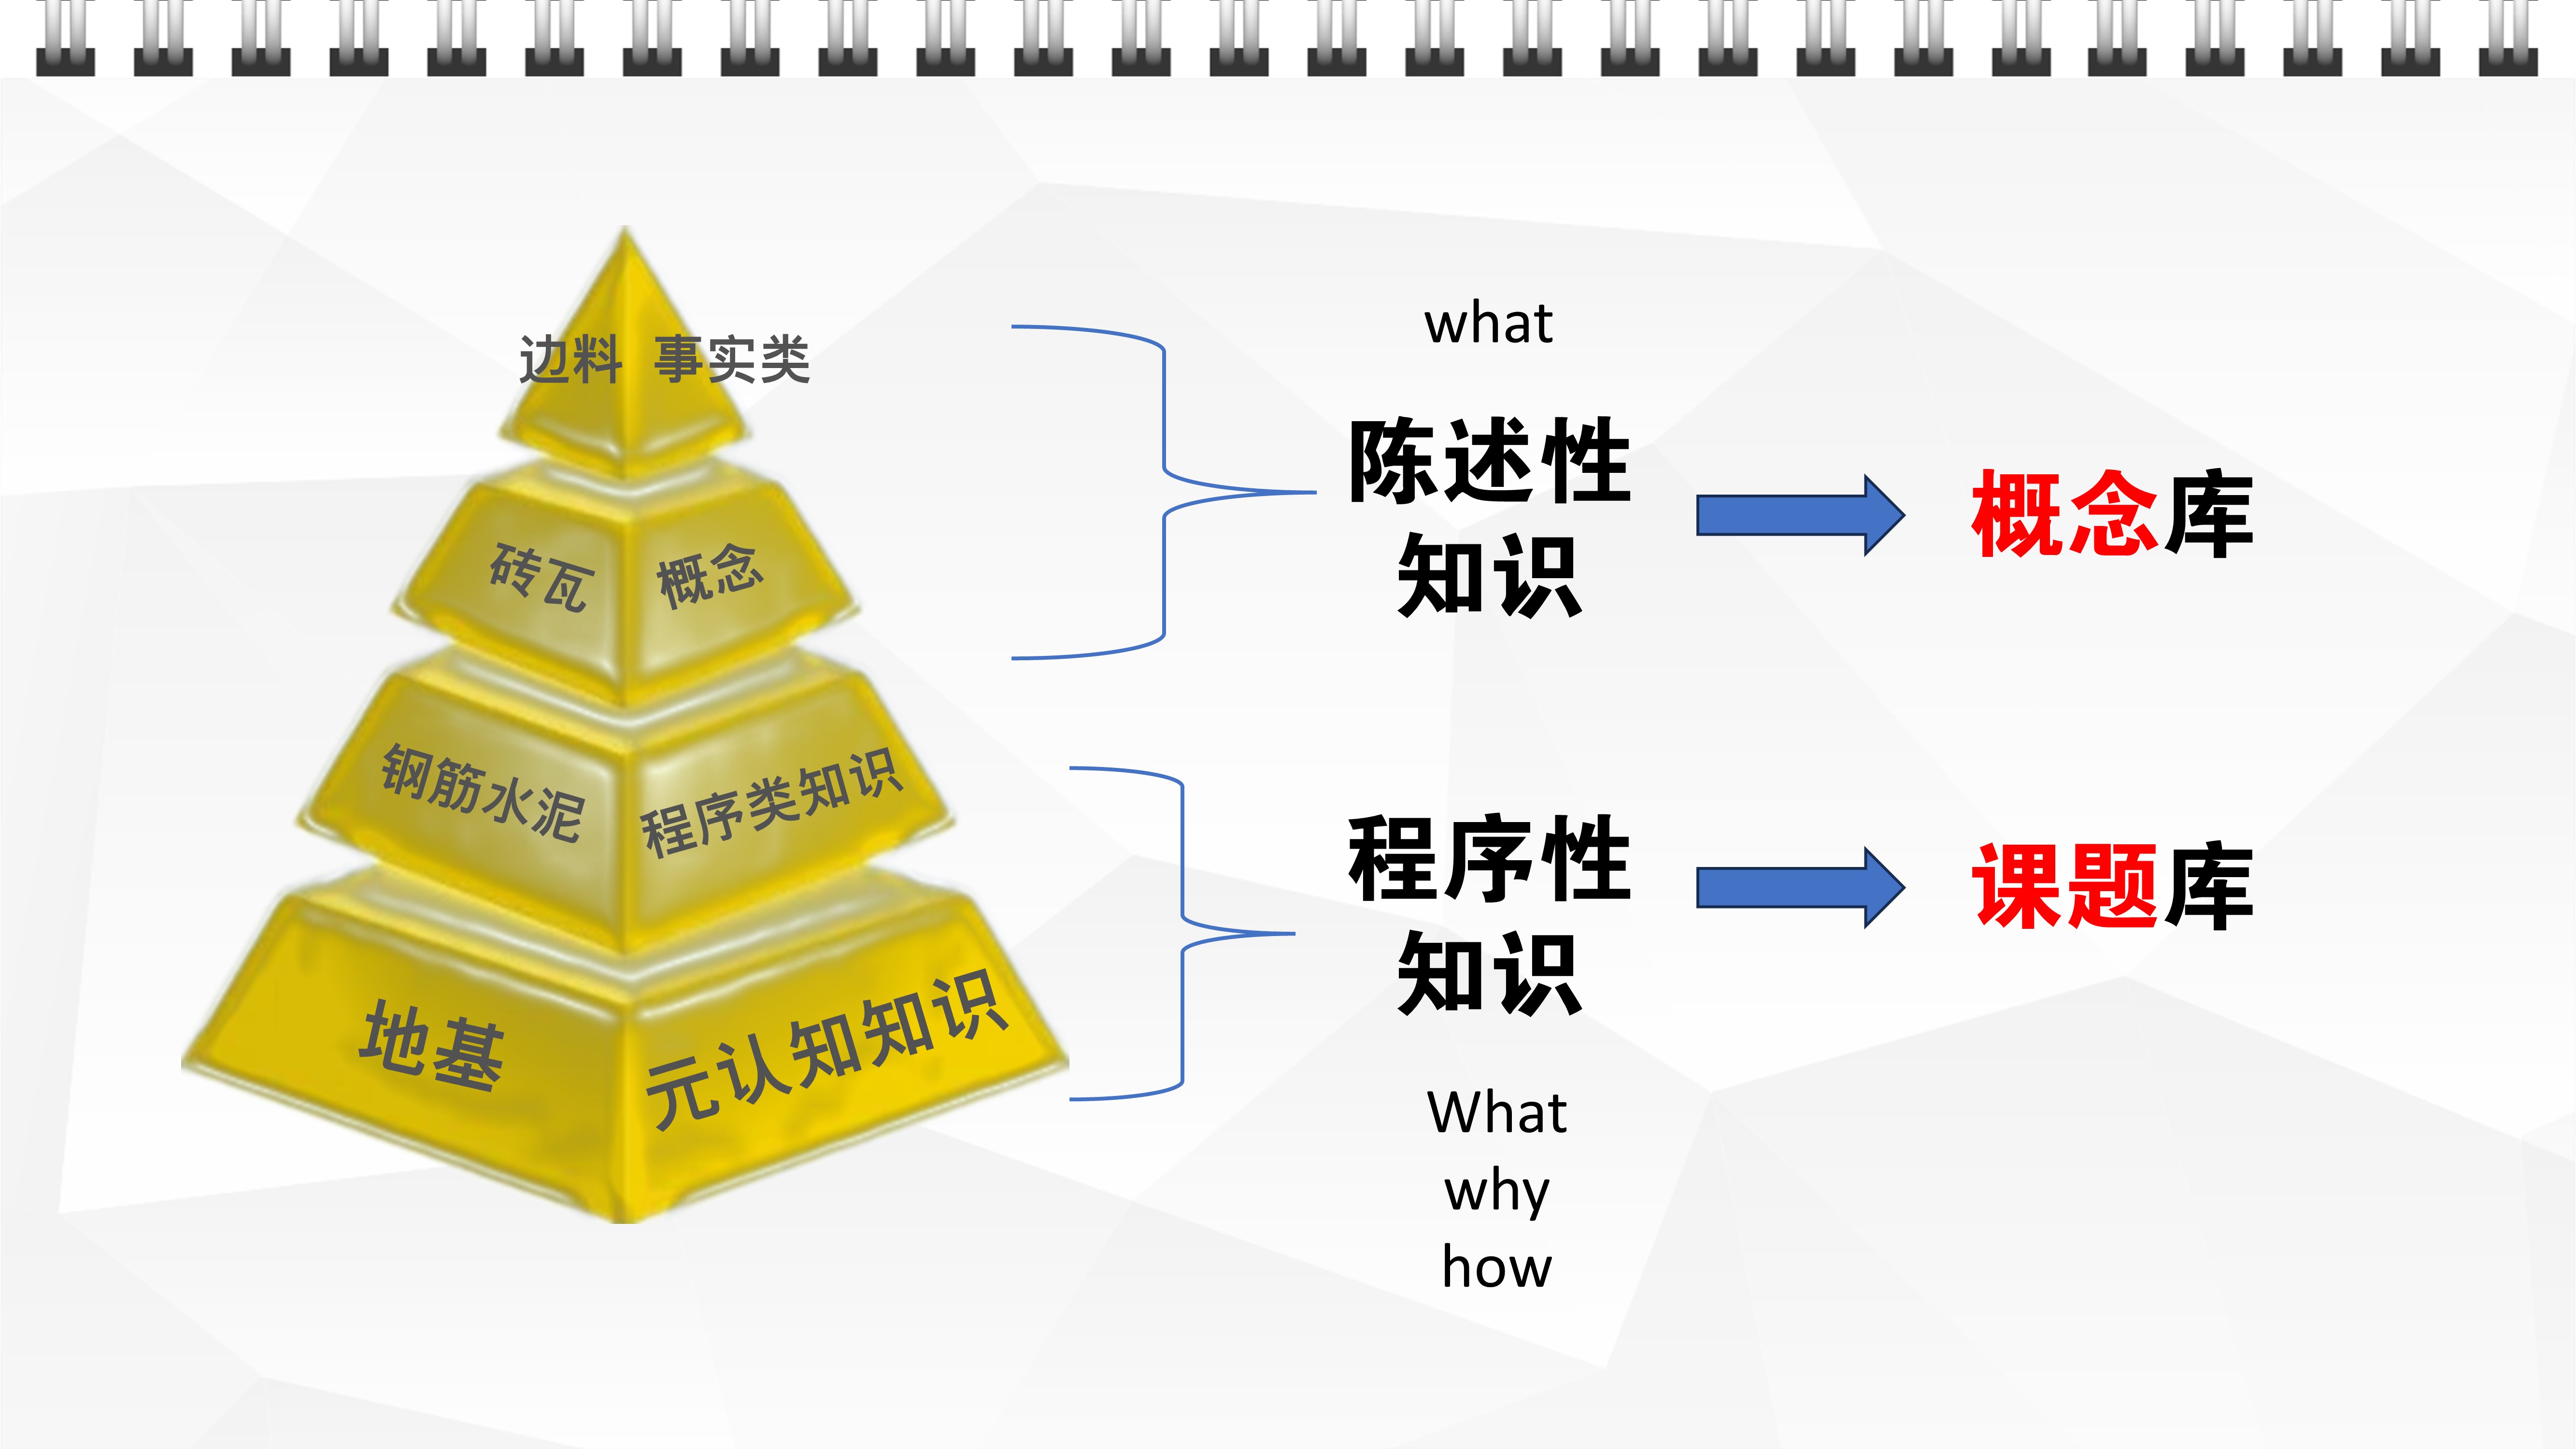 边料 事实类
砖瓦 概念
钢筋水泥 程序类知识
地基 元认知知识
what
陈述性
知识
概念库
程序性
知识
课题库
What
why
how